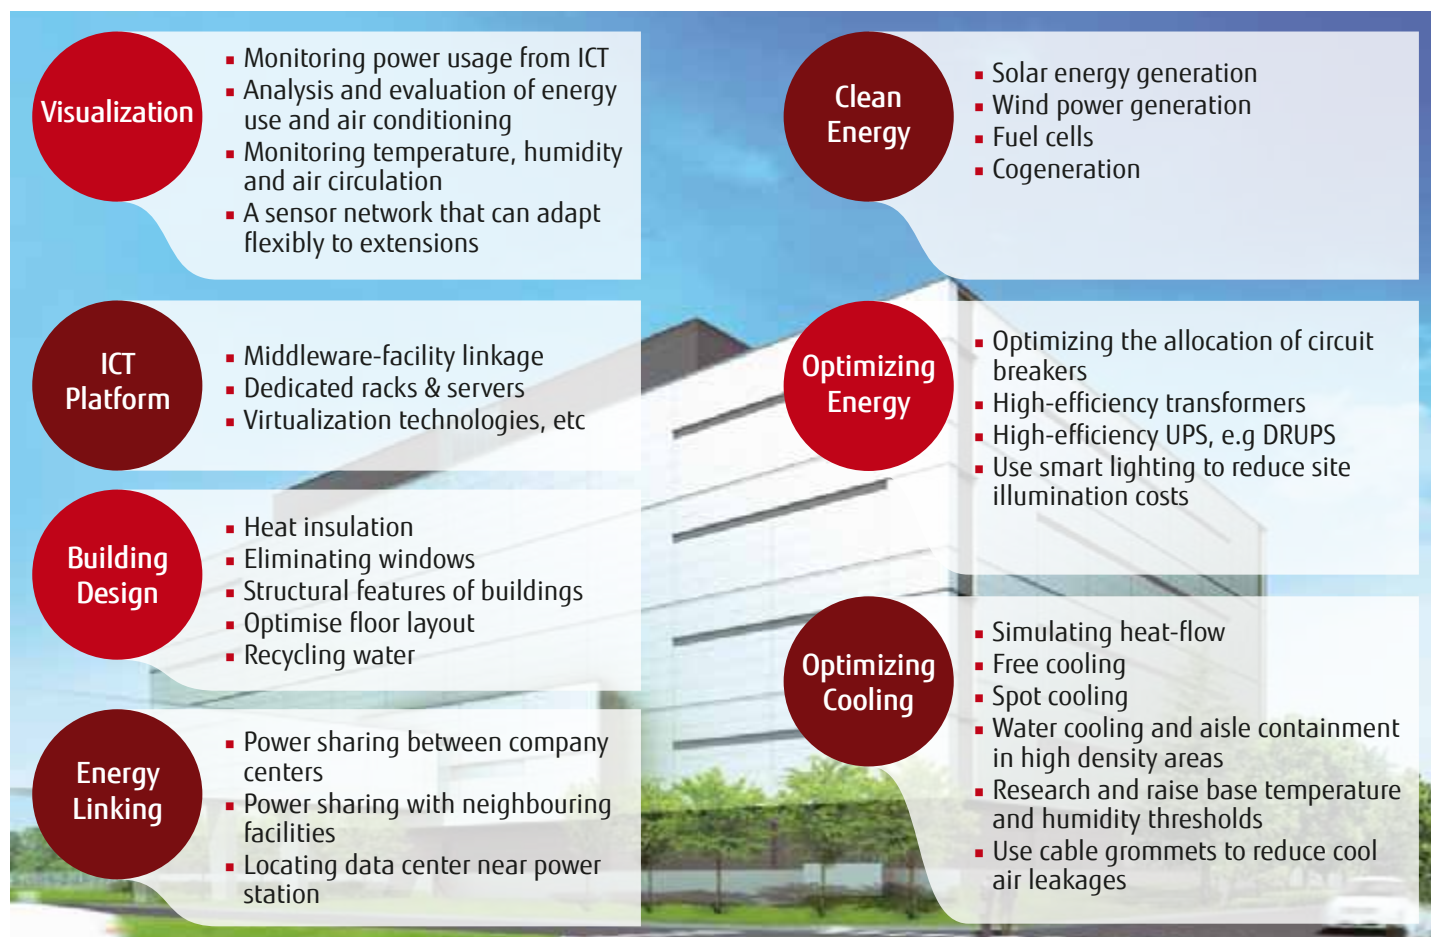 Visualization
▪ Monitoring power usage from ICT
▪ Analysis and evaluation of energy
use and air conditioning
▪ Monitoring temperature, humidity
and air circulation
▪ A sensor network that can adapt
flexibly to extensions
ICT
Platform
▪ Middleware-facility linkage
▪ Dedicated racks & servers
▪ Virtualization technologies, etc
Building
Design
▪ Heat insulation
▪ Eliminating windows
▪ Structural features of buildings
▪ Optimise floor layout
▪ Recycling water
Energy
Linking
▪ Power sharing between company
centers
▪ Power sharing with neighbouring
facilities
▪ Locating data center near power
station
Clean
Energy
▪ Solar energy generation
▪ Wind power generation
▪ Fuel cells
▪ Cogeneration
Optimizing
Energy
▪ Optimizing the allocation of circuit
breakers
▪ High-efficiency transformers
▪ High-efficiency UPS, e.g DRUPS
▪ Use smart lighting to reduce site
illumination costs
Optimizing
Cooling
▪ Simulating heat-flow
▪ Free cooling
▪ Spot cooling
▪ Water cooling and aisle containment
in high density areas
▪ Research and raise base temperature
and humidity thresholds
▪ Use cable grommets to reduce cool
air leakages